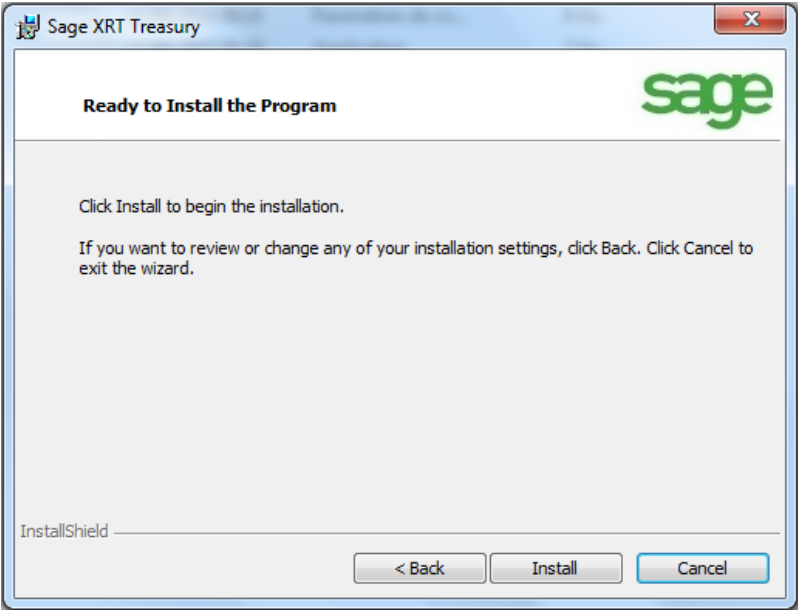 Sage XRT Treasury
Ready to Install the Program
sage
Click Install to begin the installation.
If you want to review or change any of your installation settings, click Back. Click Cancel to
exit the wizard.
InstallShield
< Back
Install
Cancel